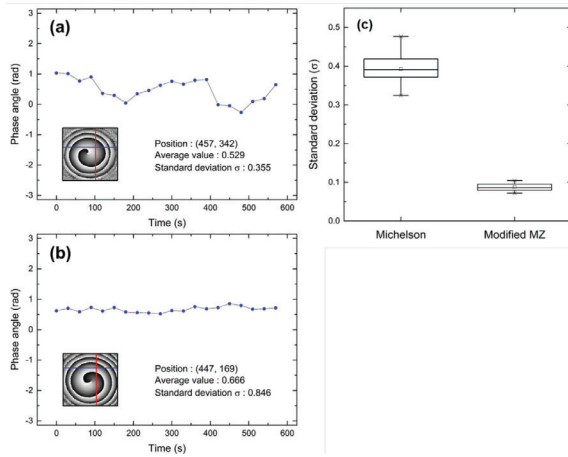 (a)
3
2
1
0
-1
-2
-3
Phase angle (rad)
Position : (457, 342)
Average value : 0.529
Standard deviation σ : 0.355
0 100 200 300 400 500 600
Time (s)
(b)
3
2
1
0
-1
-2
-3
Phase angle (rad)
Position : (447, 169)
Average value : 0.666
Standard deviation σ : 0.846
0 100 200 300 400 500 600
Time (s)
(c)
0.5
0.4
0.3
0.2
0.1
0.0
Standard deviation (σ)
Michelson Modified MZ